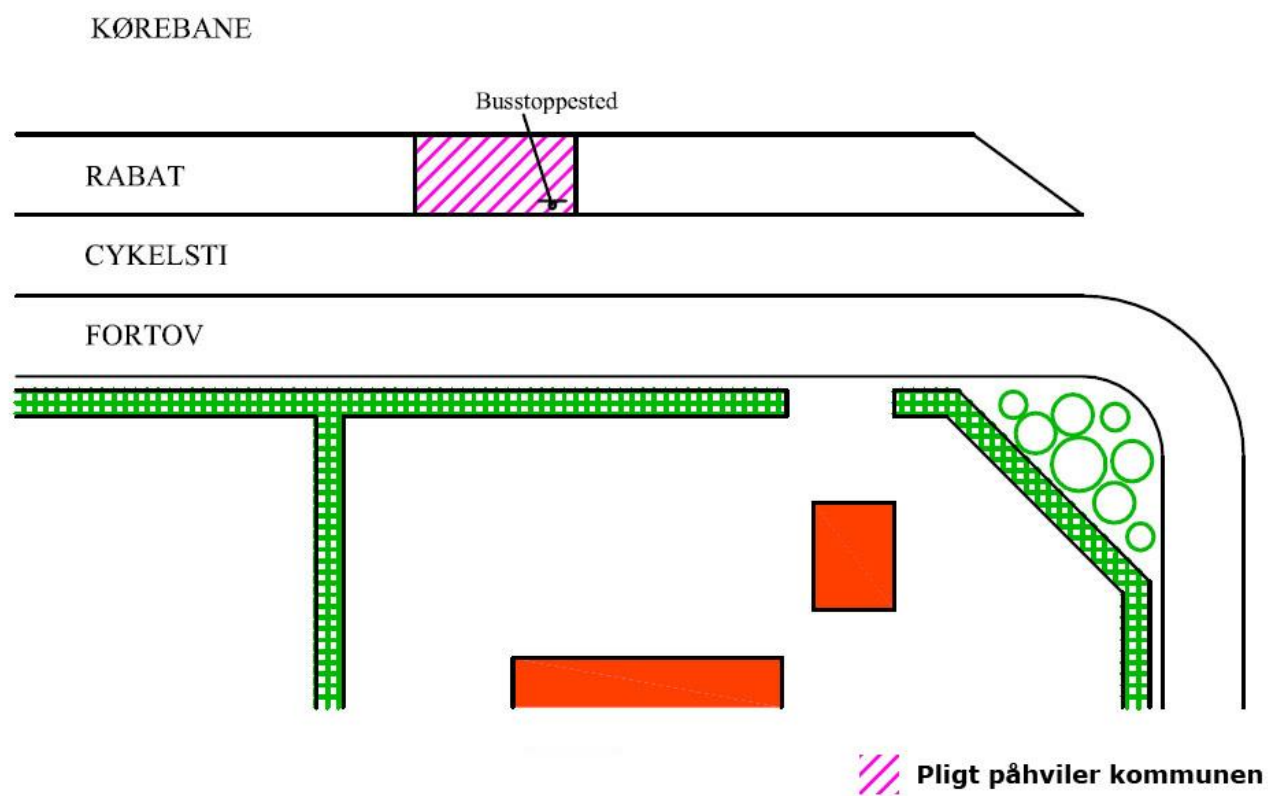 KØREBANE
Busstoppested
RABAT
CYKELSTI
FORTOV
Pligt påhviler kommunen